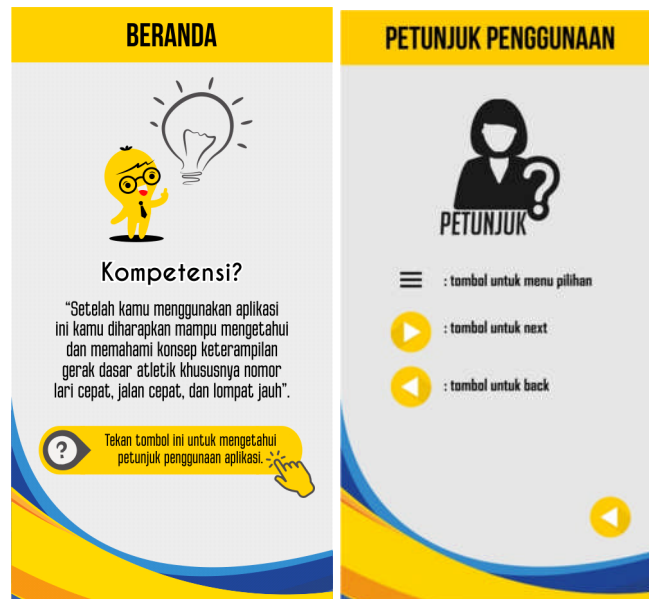 BERANDA
Kompetensi?
“Setelah kamu menggunakan aplikasi
ini kamu diharapkan mampu mengetahui
dan memahami konsep keterampilan
gerak dasar atletik khususnya nomor
lari cepat, jalan cepat, dan lompat jauh”.
?
Tekan tombol ini untuk mengetahui
petunjuk penggunaan aplikasi.
PETUNJUK PENGGUNAAN
?
PETUNJUK
: tombol untuk menu pilihan
: tombol untuk next
: tombol untuk back